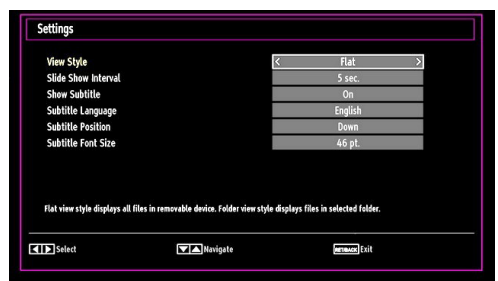 Settings
View Style < Flat >
Slide Show Interval 5 sec.
Show Subtitle On
Subtitle Language English
Subtitle Position Down
Subtitle Font Size 46 pt.
Flat view style displays all files in removable device. Folder view style displays files in selected folder.
Select Navigate RET/BACK Exit